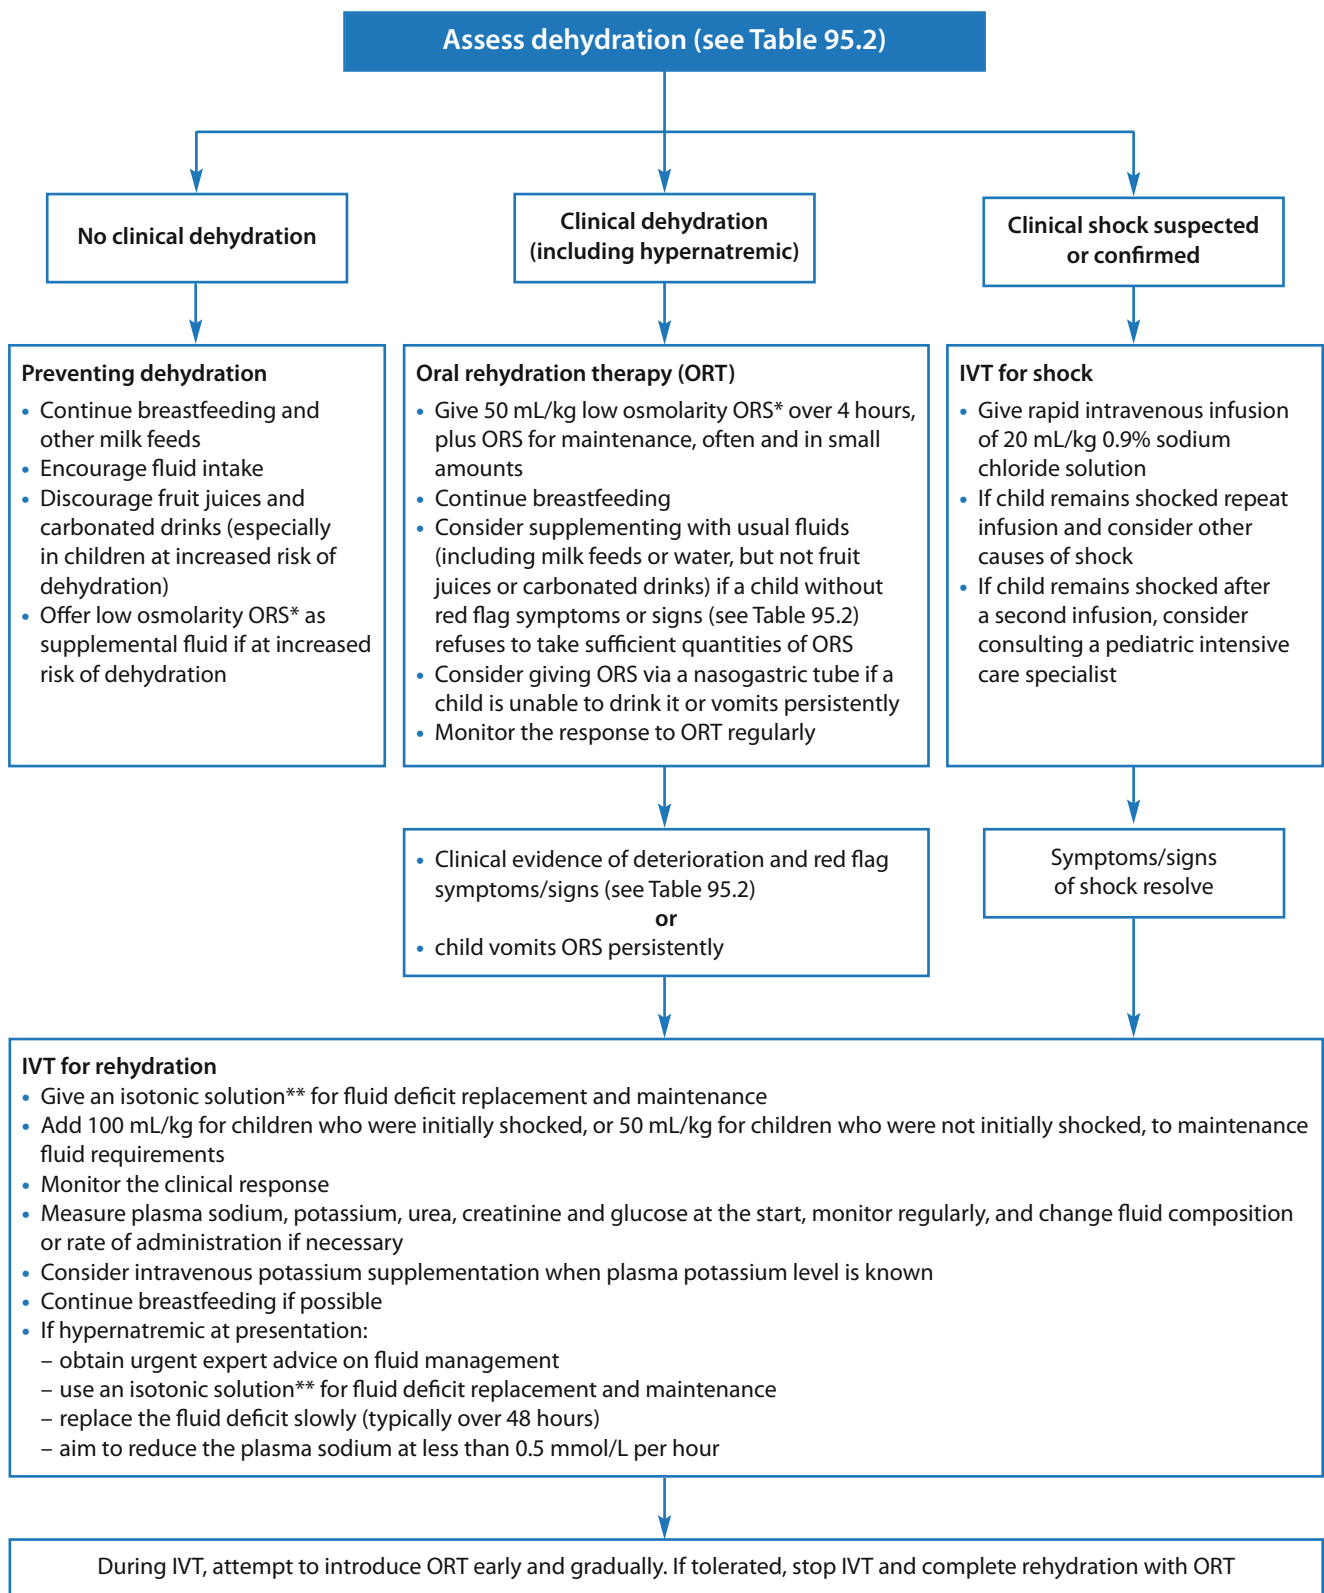 Assess dehydration (see Table 95.2)
No clinical dehydration
Clinical dehydration
(including hypernatremic)
Clinical shock suspected
or confirmed
Preventing dehydration
• Continue breastfeeding and
other milk feeds
• Encourage fluid intake
• Discourage fruit juices and
carbonated drinks (especially
in children at increased risk of
dehydration)
• Offer low osmolarity ORS* as
supplemental fluid if at increased
risk of dehydration
Oral rehydration therapy (ORT)
• Give 50 mL/kg low osmolarity ORS* over 4 hours,
plus ORS for maintenance, often and in small
amounts
• Continue breastfeeding
• Consider supplementing with usual fluids
(including milk feeds or water, but not fruit
juices or carbonated drinks) if a child without
red flag symptoms or signs (see Table 95.2)
refuses to take sufficient quantities of ORS
• Consider giving ORS via a nasogastric tube if a
child is unable to drink it or vomits persistently
• Monitor the response to ORT regularly
IVT for shock
• Give rapid intravenous infusion
of 20 mL/kg 0.9% sodium
chloride solution
• If child remains shocked repeat
infusion and consider other
causes of shock
• If child remains shocked after
a second infusion, consider
consulting a pediatric intensive
care specialist
• Clinical evidence of deterioration and red flag
symptoms/signs (see Table 95.2)
or
• child vomits ORS persistently
Symptoms/signs
of shock resolve
IVT for rehydration
• Give an isotonic solution** for fluid deficit replacement and maintenance
• Add 100 mL/kg for children who were initially shocked, or 50 mL/kg for children who were not initially shocked, to maintenance
fluid requirements
• Monitor the clinical response
• Measure plasma sodium, potassium, urea, creatinine and glucose at the start, monitor regularly, and change fluid composition
or rate of administration if necessary
• Consider intravenous potassium supplementation when plasma potassium level is known
• Continue breastfeeding if possible
• If hypernatremic at presentation:
– obtain urgent expert advice on fluid management
– use an isotonic solution** for fluid deficit replacement and maintenance
– replace the fluid deficit slowly (typically over 48 hours)
– aim to reduce the plasma sodium at less than 0.5 mmol/L per hour
During IVT, attempt to introduce ORT early and gradually. If tolerated, stop IVT and complete rehydration with ORT